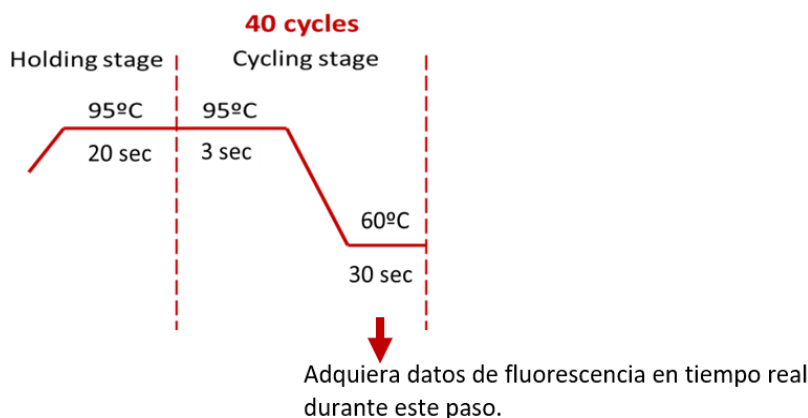 40 cycles
Holding stage
Cycling stage
95ºC
95ºC
20 sec
3 sec
60ºC
30 sec
Adquiera datos de fluorescencia en tiempo real
durante este paso.